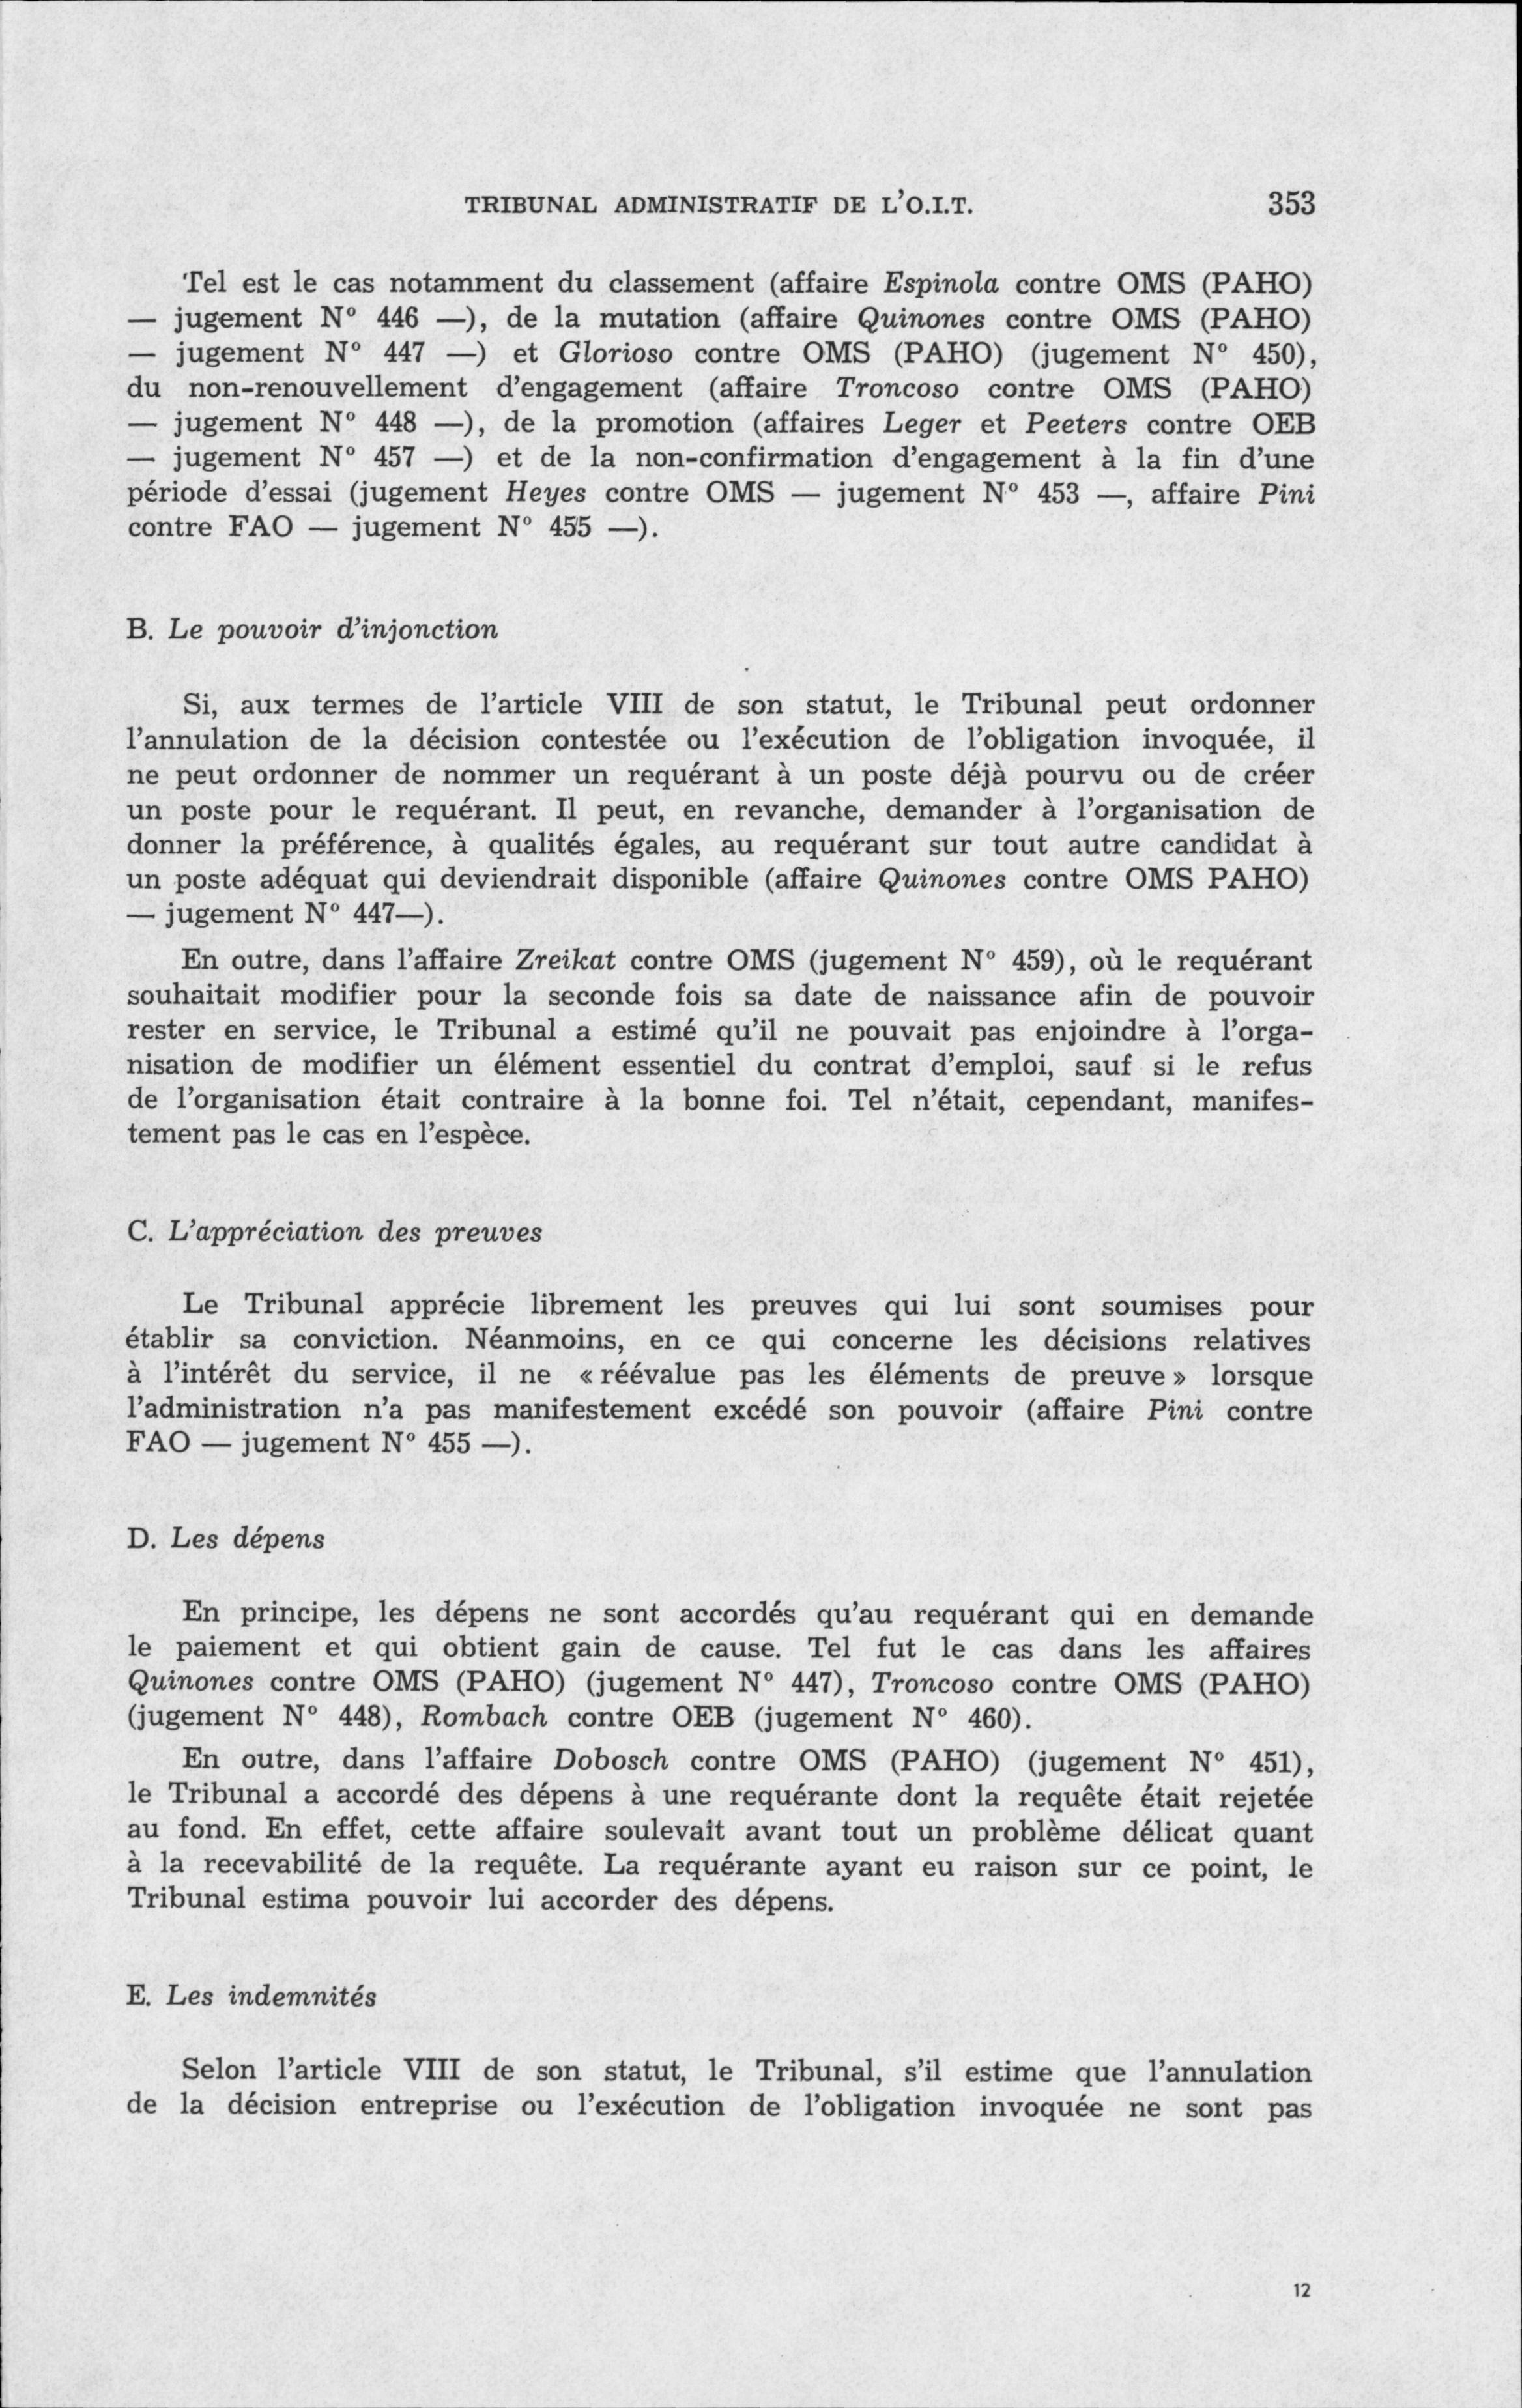 TRIBUNAL ADMINISTRATIF DE L'O.I.T. 353
Tel est le cas notamment du classement (affaire Espinola contre OMS (PAHO)
— jugement N° 446 —), de la mutation (affaire Quinones contre OMS (PAHO)
— jugement N° 447 —) et Glorioso contre OMS (PAHO) (jugement N° 450),
du non-renouvellement d'engagement (affaire Troncoso contre OMS (PAHO)
— jugement N° 448 —), de la promotion (affaires Leger et Peeters contre OEB
— jugement N° 457 —) et de la non-confirmation d'engagement à la fin d'une
période d'essai (jugement Heyes contre OMS — jugement N° 453 —, affaire Pini
contre FAO — jugement N° 455 —).
B. Le pouvoir d'injonction
Si, aux termes de l'article VIII de son statut, le Tribunal peut ordonner
l'annulation de la décision contestée ou l'exécution de l'obligation invoquée, il
ne peut ordonner de nommer un requérant à un poste déjà pourvu ou de créer
un poste pour le requérant. Il peut, en revanche, demander à l'organisation de
donner la préférence, à qualités égales, au requérant sur tout autre candidat à
un poste adéquat qui deviendrait disponible (affaire Quinones contre OMS PAHO)
— jugement N° 447—).
En outre, dans l'affaire Zreikat contre OMS (jugement N° 459), où le requérant
souhaitait modifier pour la seconde fois sa date de naissance afin de pouvoir
rester en service, le Tribunal a estimé qu'il ne pouvait pas enjoindre à l'orga-
nisation de modifier un élément essentiel du contrat d'emploi, sauf si le refus
de l'organisation était contraire à la bonne foi. Tel n'était, cependant, manifes-
tement pas le cas en l'espèce.
C. L'appréciation des preuves
Le Tribunal apprécie librement les preuves qui lui sont soumises pour
établir sa conviction. Néanmoins, en ce qui concerne les décisions relatives
à l'intérêt du service, il ne « réévalue pas les éléments de preuve » lorsque
l'administration n'a pas manifestement excédé son pouvoir (affaire Pini contre
FAO — jugement N° 455 —).
D. Les dépens
En principe, les dépens ne sont accordés qu'au requérant qui en demande
le paiement et qui obtient gain de cause. Tel fut le cas dans les affaires
Quinones contre OMS (PAHO) (jugement N° 447), Troncoso contre OMS (PAHO)
(jugement N° 448), Rombach contre OEB (jugement N° 460).
En outre, dans l'affaire Dobosch contre OMS (PAHO) (jugement N° 451),
le Tribunal a accordé des dépens à une requérante dont la requête était rejetée
au fond. En effet, cette affaire soulevait avant tout un problème délicat quant
à la recevabilité de la requête. La requérante ayant eu raison sur ce point, le
Tribunal estima pouvoir lui accorder des dépens.
E. Les indemnités
Selon l'article VIII de son statut, le Tribunal, s'il estime que l'annulation
de la décision entreprise ou l'exécution de l'obligation invoquée ne sont pas
12